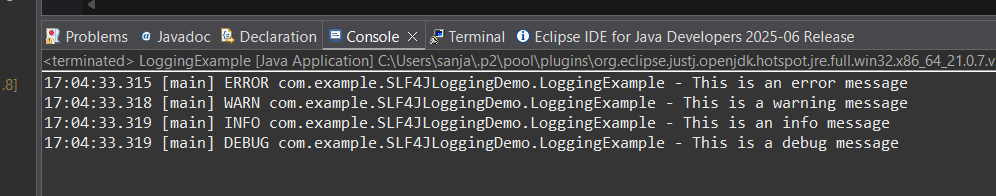 Problems @ Javadoc Declaration Console Terminal Eclipse IDE for Java Developers 2025-06 Release
<terminated> LoggingExample [Java Application] C:\Users\sanja\.p2\pool\plugins\org.eclipse.justj.openjdk.hotspot.jre.full.win32.x86_64_21.0.7.v
.8]
17:04:33.315 [main] ERROR com.example.SLF4JLoggingDemo.LoggingExample - This is an error message
17:04:33.318 [main] WARN com.example.SLF4JLoggingDemo.LoggingExample - This is a warning message
17:04:33.319 [main] INFO com.example.SLF4JLoggingDemo.LoggingExample - This is an info message
17:04:33.319 [main] DEBUG com.example.SLF4JLoggingDemo.LoggingExample - This is a debug message